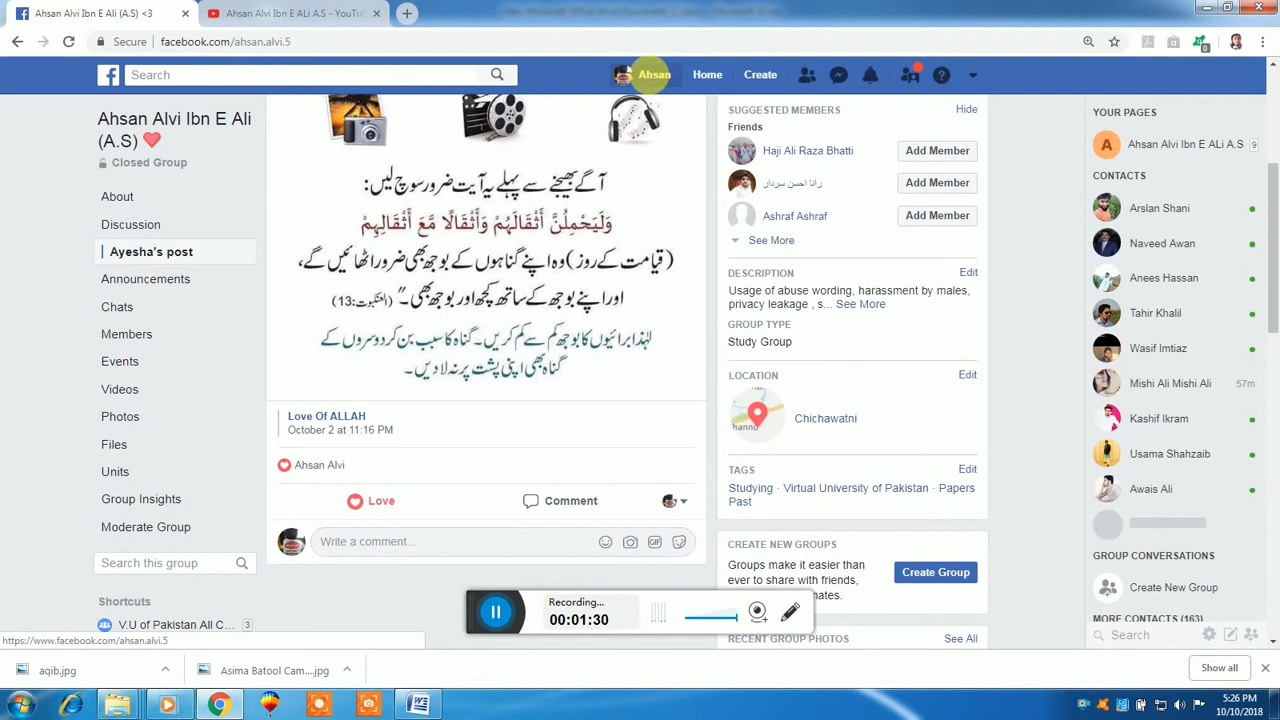 Ahsan Alvi Ibn E Ali (A.S) <3
Ahsan Alvi Ibn E ALi A.S - YouTu
Secure
facebook.com/ahsan.alvi.5
0
Search
Ahsan
Home
Create
Ahsan Alvi Ibn E Ali
(A.S)
Closed Group
About
Discussion
Ayesha's post
Announcements
Chats
Members
Events
Videos
Photos
Files
Units
Group Insights
Moderate Group
Search this group
Shortcuts
V.U of Pakistan All C...
3
https://www.facebook.com/ahsan.alvi.5
آگے بھیجنے سے پہلے یہ آیت ضرور سوچ لیں:
وَلَيَحْمِلُنَّ أَثْقَالَهُمْ وَأَثْقَالًا مَّعَ أَثْقَالِهِمْ
(قیامت کے روز) وہ اپنے گناہوں کے بوجھ بھی ضرور اٹھائیں گے،
اور اپنے بوجھ کے ساتھ کچھ اور بوجھ بھی۔" (العنکبوت:13)
لہٰذا برائیوں کا بوجھ کم سے کم کریں۔ گناہ کا سبب بن کر دوسروں کے
گناہ بھی اپنی پشت پر نہ لادیں۔
Love Of ALLAH
October 2 at 11:16 PM
Ahsan Alvi
Love
Comment
Write a comment...
GIF
SUGGESTED MEMBERS
Hide
Friends
Haji Ali Raza Bhatti
Add Member
رانا احسن سردار
Add Member
Ashraf Ashraf
Add Member
See More
DESCRIPTION
Edit
Usage of abuse wording, harassment by males,
privacy leakage , s... See More
GROUP TYPE
Study Group
LOCATION
Edit
hannu
Chichawatni
TAGS
Edit
Studying · Virtual University of Pakistan · Papers
Past
CREATE NEW GROUPS
Groups make it easier than
ever to share with friends,
mates.
Create Group
RECENT GROUP PHOTOS
See All
Recording...
00:01:30
YOUR PAGES
A
Ahsan Alvi Ibn E ALi A.S
9
CONTACTS
Arslan Shani
Naveed Awan
Anees Hassan
Tahir Khalil
Wasif Imtiaz
Mishi Ali Mishi Ali
57m
Kashif Ikram
Usama Shahzaib
Awais Ali
GROUP CONVERSATIONS
Create New Group
MORE CONTACTS (163)
Search
aqib.jpg
Asima Batool Cam....jpg
Show all
5:26 PM
10/10/2018